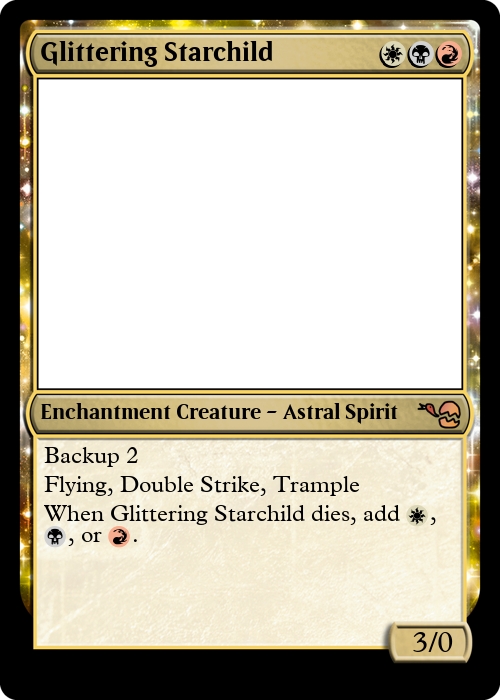 Glittering Starchild
Enchantment Creature – Astral Spirit
Backup 2
Flying, Double Strike, Trample
When Glittering Starchild dies, add ,
, or .
3/0